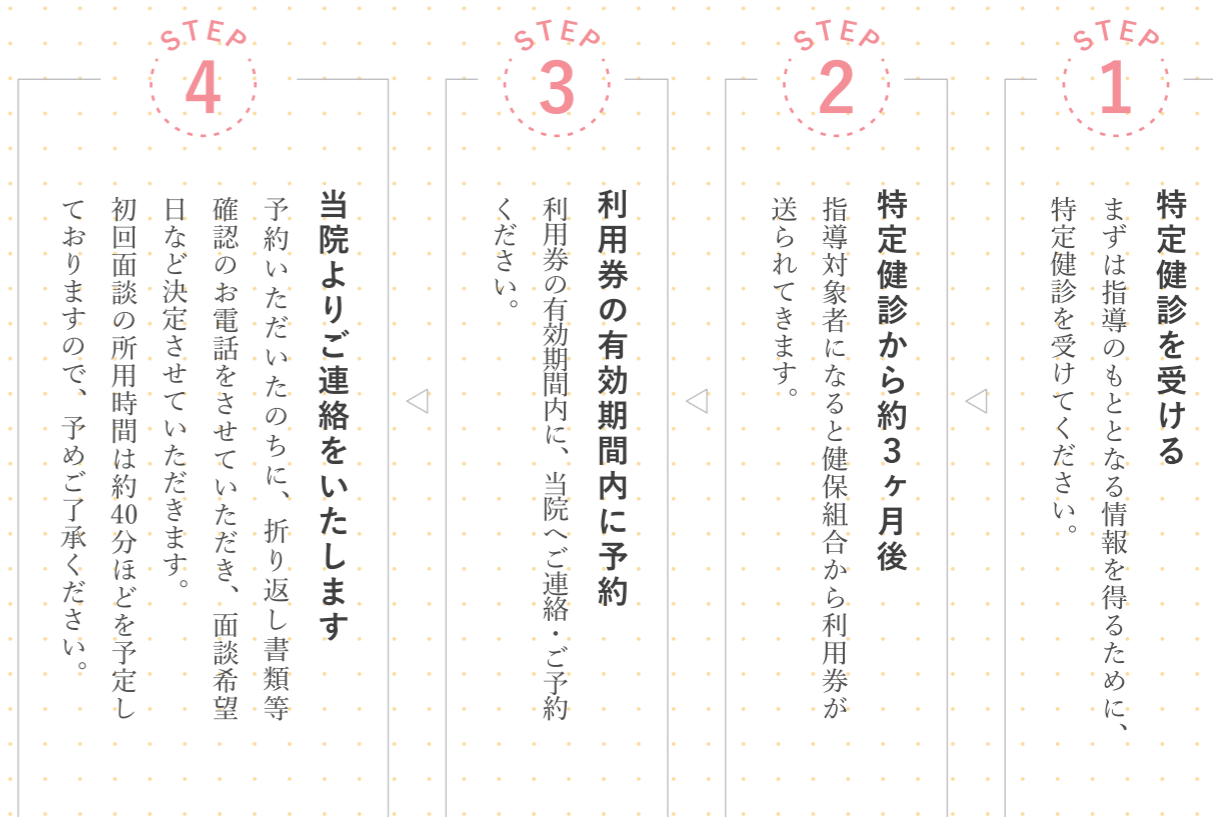 STEP
1
特定健診を受ける
まずは指導のもととなる情報を得るために、
特定健診を受けてください。
STEP
2
特定健診から約3ヶ月後
指導対象者になると健保組合から利用券が
送られてきます。
STEP
3
利用券の有効期間内に予約
利用券の有効期間内に、当院へご連絡・ご予約
ください。
STEP
4
当院よりご連絡をいたします
予約いただいたのちに、折り返し書類等
確認のお電話をさせていただき、面談希望
日など決定させていただきます。
初回面談の所用時間は約40分ほどを予定し
ておりますので、予めご了承ください。